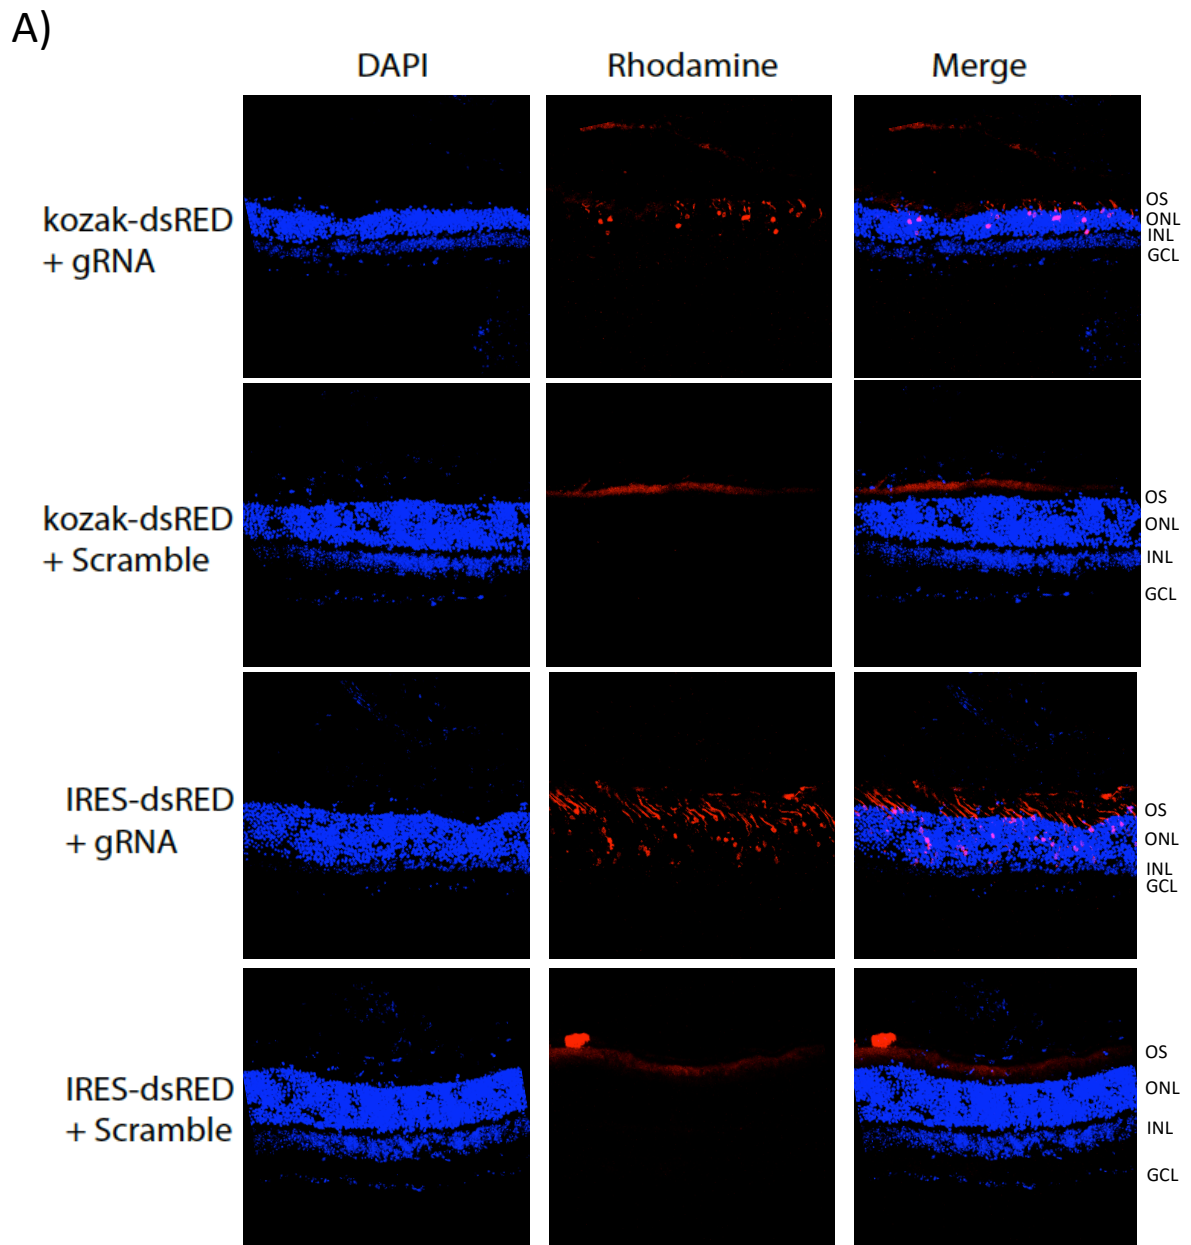 A)
DAPI Rhodamine Merge
kozak-dsRED
+ gRNA
OS
ONL
INL
GCL
kozak-dsRED
+ Scramble
OS
ONL
INL
GCL
IRES-dsRED
+ gRNA
OS
ONL
INL
GCL
IRES-dsRED
+ Scramble
OS
ONL
INL
GCL